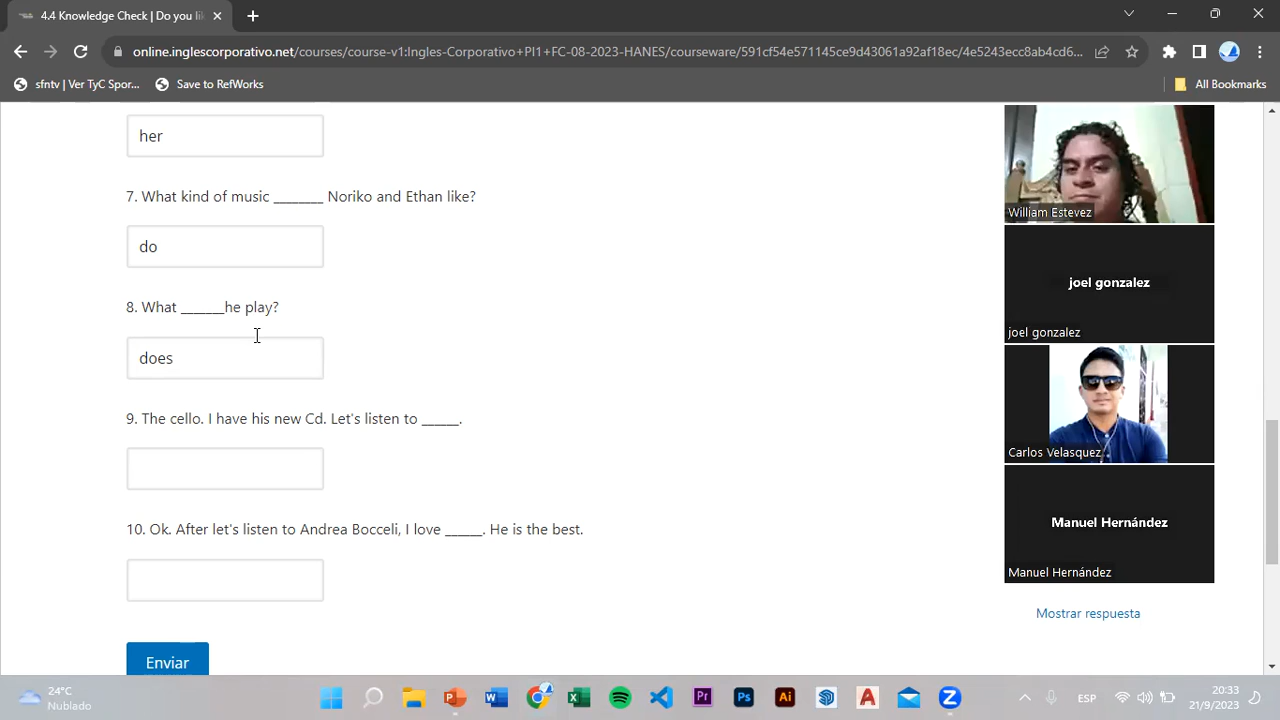 4.4 Knowledge Check | Do you li
online.inglescorporativo.net/courses/course-v1:Ingles-Corporativo+PI1+FC-08-2023-HANES/courseware/591cf54e571145ce9d43061a92af18ec/4e5243ecc8ab4cd6...
sfntv | Ver TyC Spor...
Save to RefWorks
All Bookmarks
her
7. What kind of music ________ Noriko and Ethan like?
do
8. What _______he play?
does
9. The cello. I have his new Cd. Let's listen to ______.
10. Ok. After let's listen to Andrea Bocceli, I love ______. He is the best.
Enviar
Mostrar respuesta
William Estevez
joel gonzalez
joel gonzalez
Carlos Velasquez
Manuel Hernández
Manuel Hernández
24°C
Nublado
ESP
20:33
21/9/2023